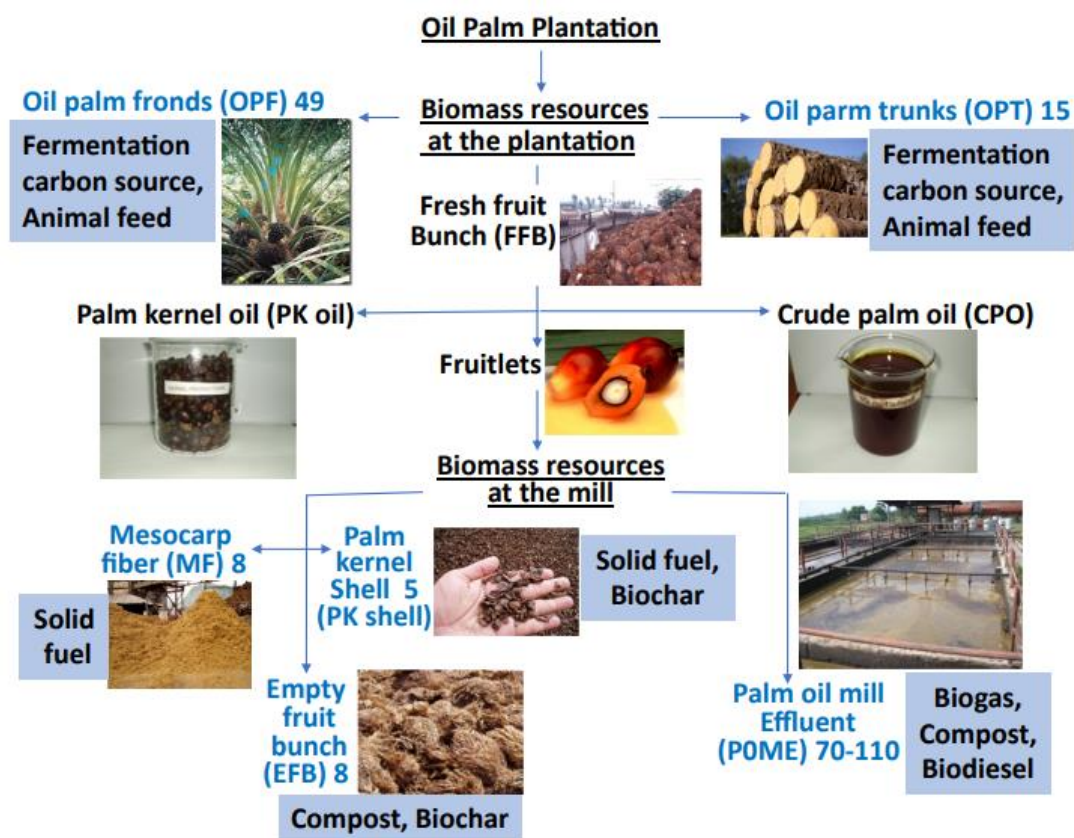 Oil Palm Plantation
Oil palm fronds (OPF) 49
Fermentation
carbon source,
Animal feed
Biomass resources
at the plantation
Oil parm trunks (OPT) 15
Fermentation
carbon source,
Animal feed
Fresh fruit
Bunch (FFB)
Palm kernel oil (PK oil)
Crude palm oil (CPO)
Fruitlets
Biomass resources
at the mill
Mesocarp
fiber (MF) 8
Solid
fuel
Palm
kernel
Shell 5
(PK shell)
Solid fuel,
Biochar
Empty
fruit
bunch
(EFB) 8
Compost, Biochar
Palm oil mill
Effluent
(P0ME) 70-110
Biogas,
Compost,
Biodiesel